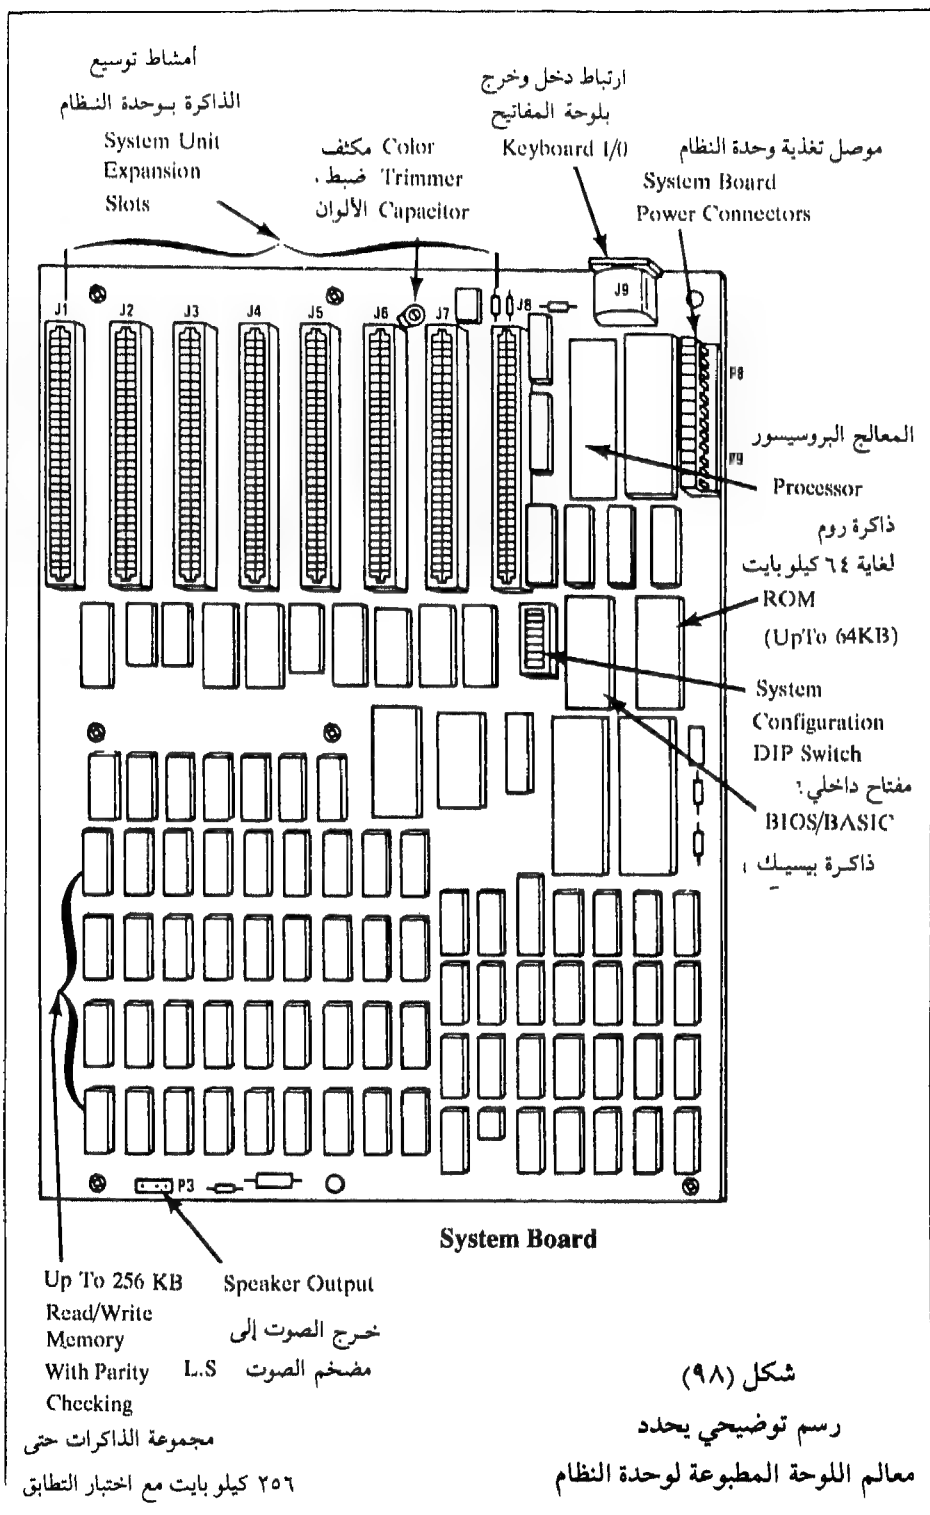 أمشاط توسيع
الذاكرة بوحدة النظام
System Unit
Expansion
Slots
مكثف Color
ضبط Trimmer
الألوان Capacitor
ارتباط دخل وخرج
بلوحة المفاتيح
Keyboard I/0
موصل تغذية وحدة النظام
System Board
Power Connectors
J1
J2
J3
J4
J5
J6
J7
J8
J9
P8
P9
المعالج البروسيسور
Processor
ذاكرة روم
لغاية ٦٤ كيلوبايت
ROM
(UpTo 64KB)
System
Configuration
DIP Switch
مفتاح داخلي
BIOS/BASIC
ذاكرة بيسيك
P3
System Board
Up To 256 KB
Read/Write
Memory
With Parity
Checking
مجموعة الذاكرات حتى
٢٥٦ كيلو بايت مع اختبار التطابق
Speaker Output
خرج الصوت إلى
مضخم الصوت L.S
شكل (٩٨)
رسم توضيحي يحدد
معالم اللوحة المطبوعة لوحدة النظام